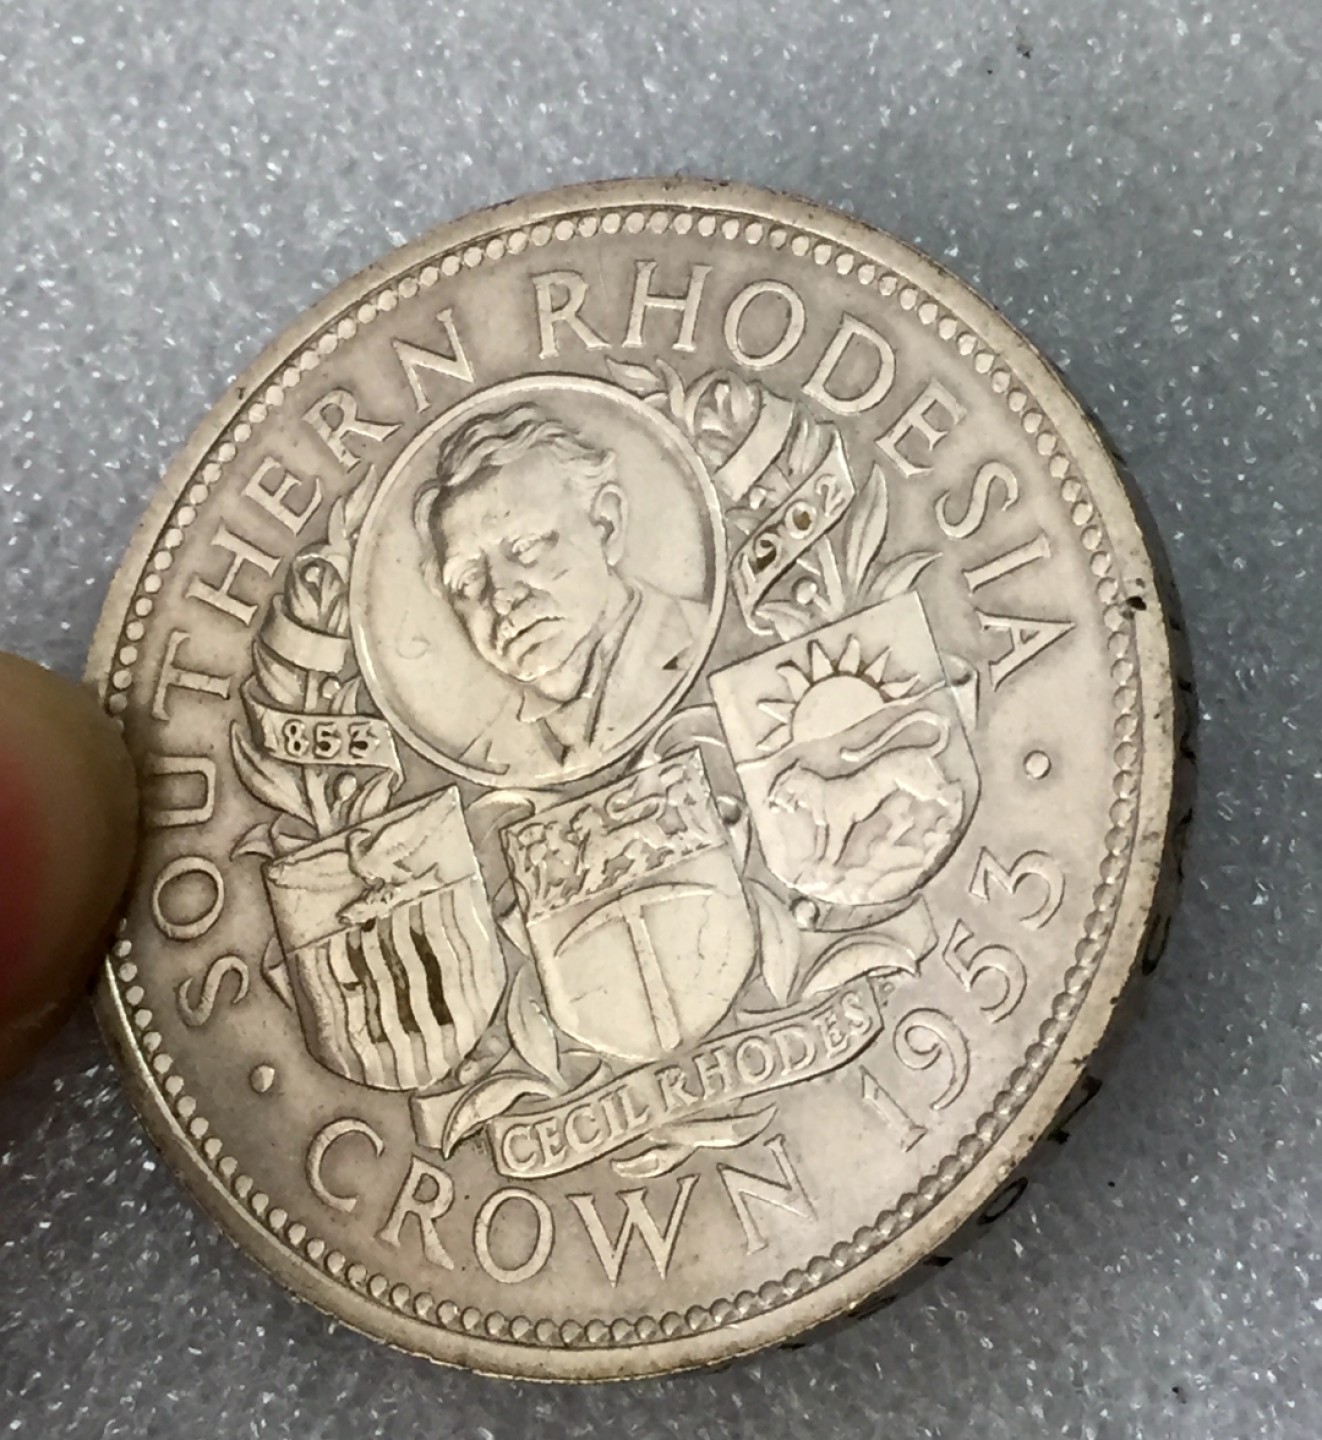 SOUTHERN RHODESIA
1853
1902
CECIL RHODES
CROWN 1953